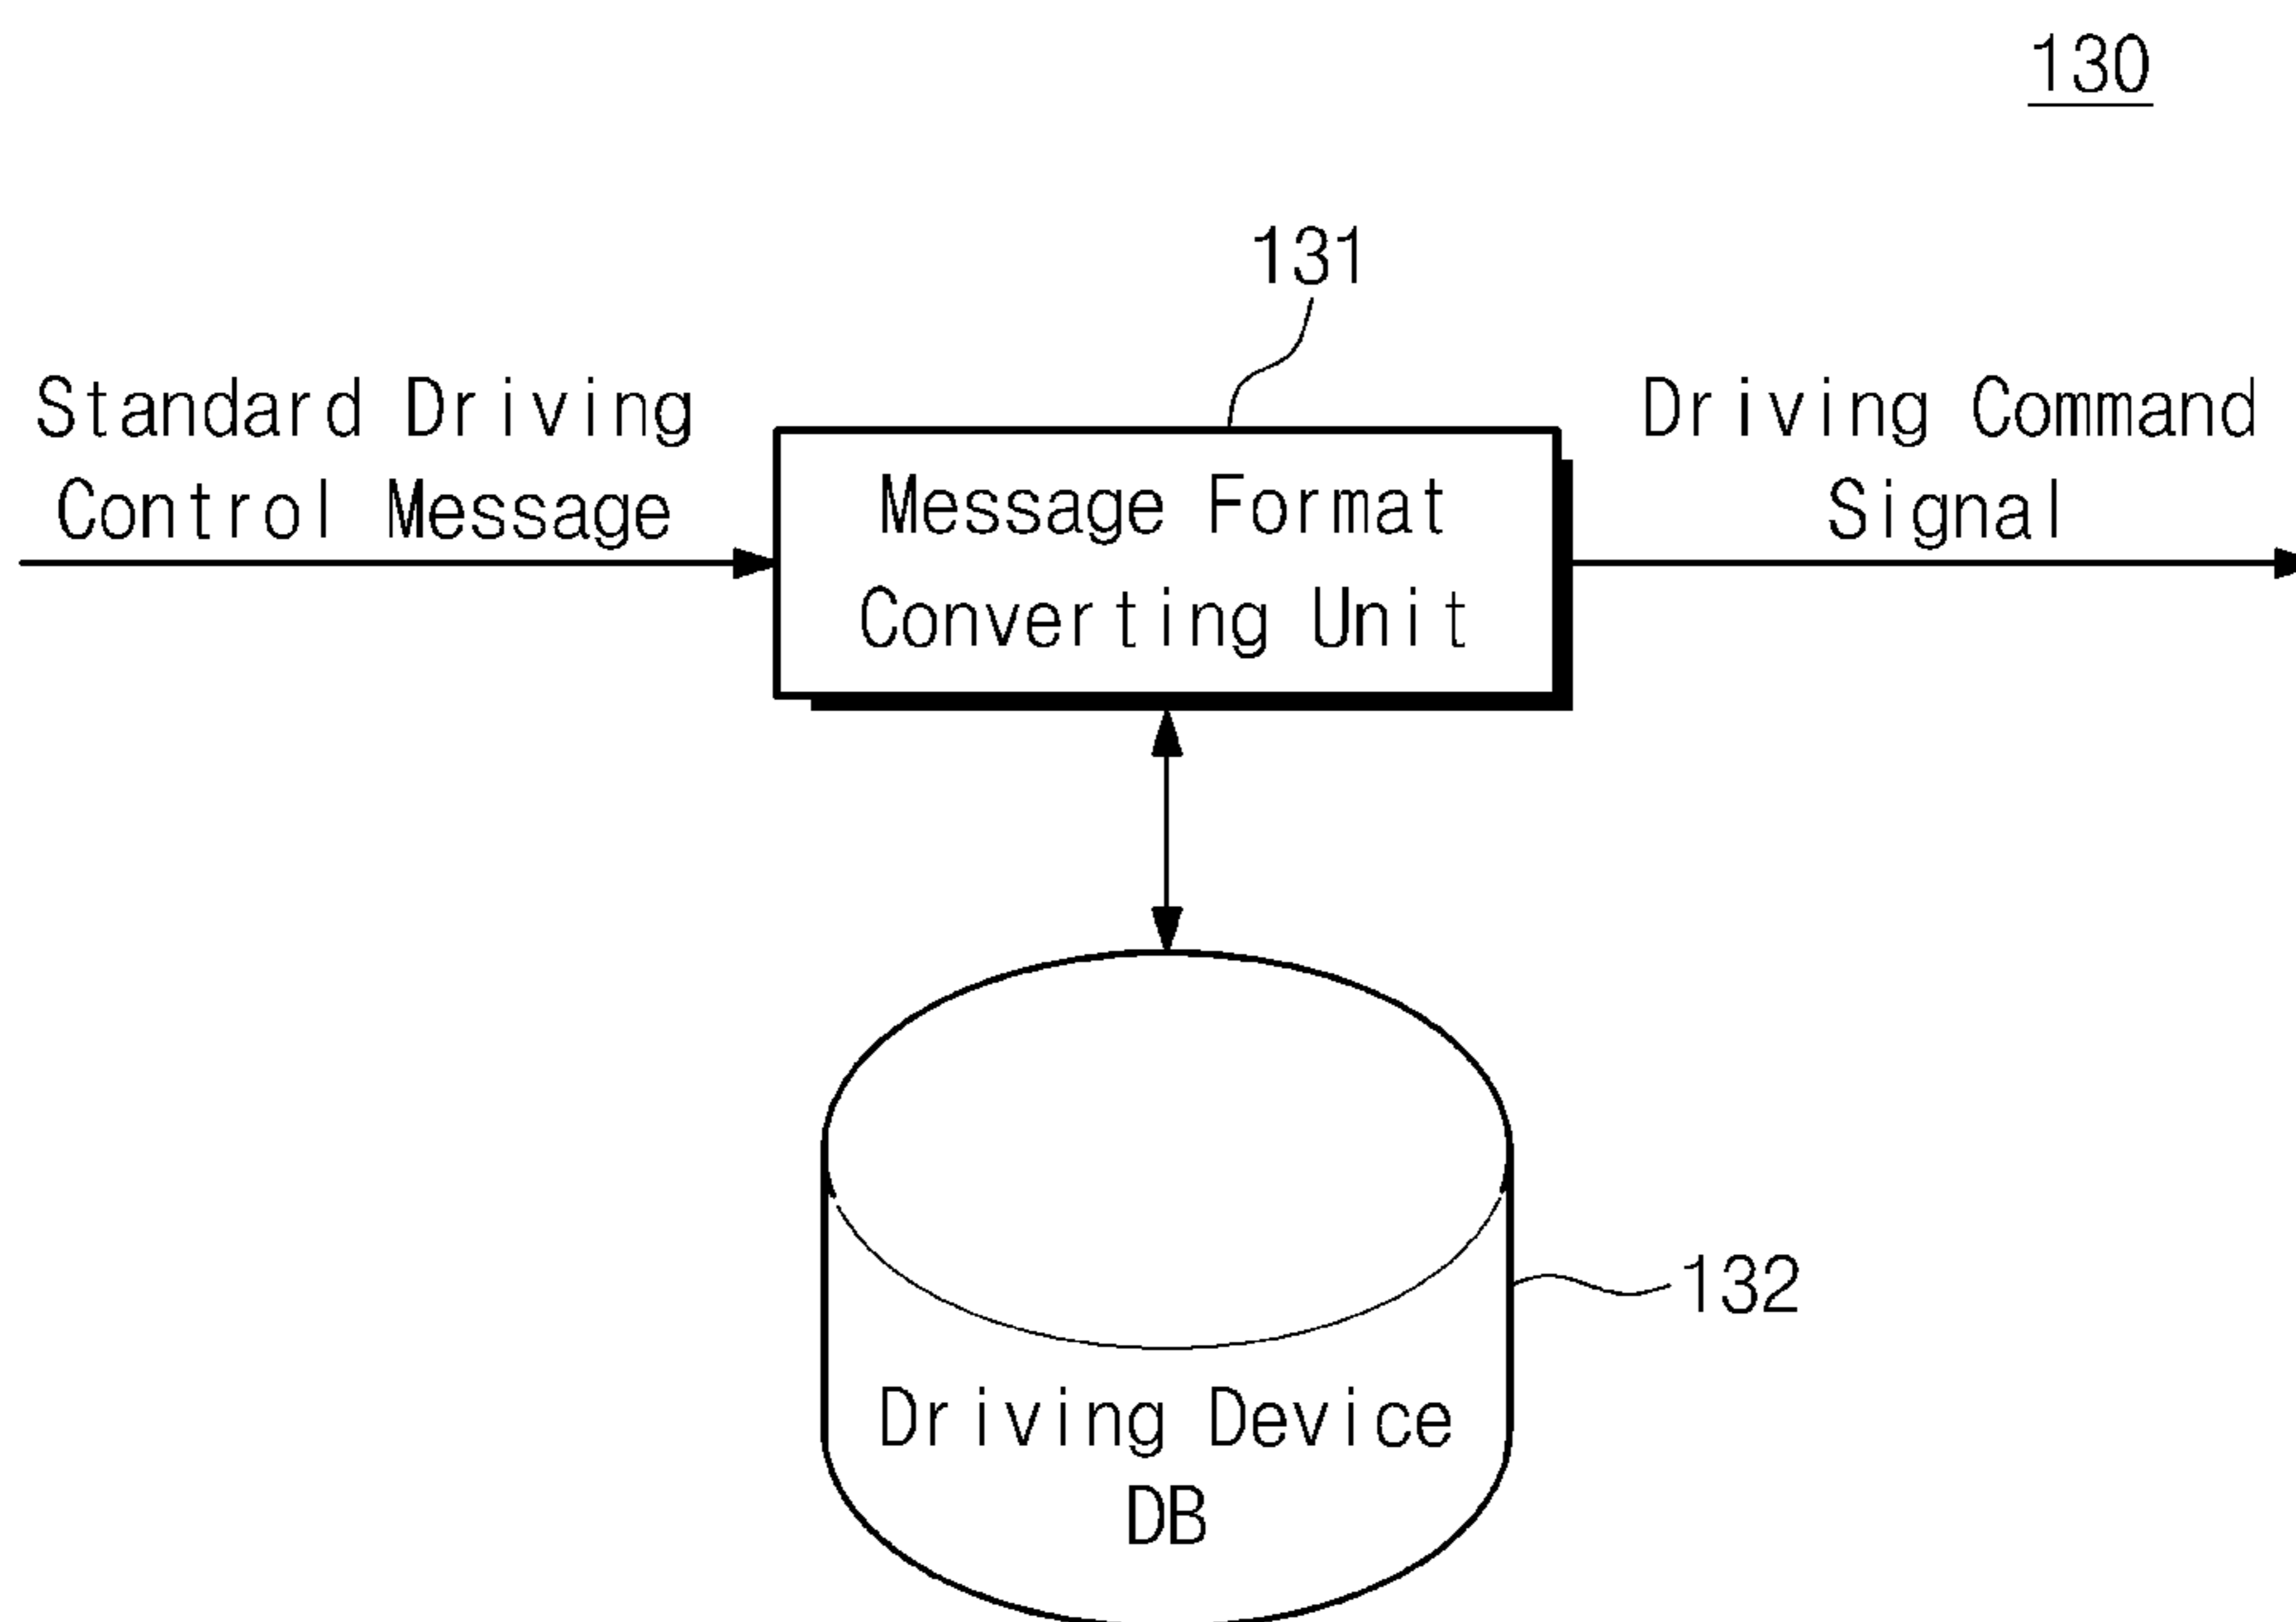 130
131
Standard Driving
Control Message
Message Format
Converting Unit
Driving Command
Signal
132
Driving Device
DB